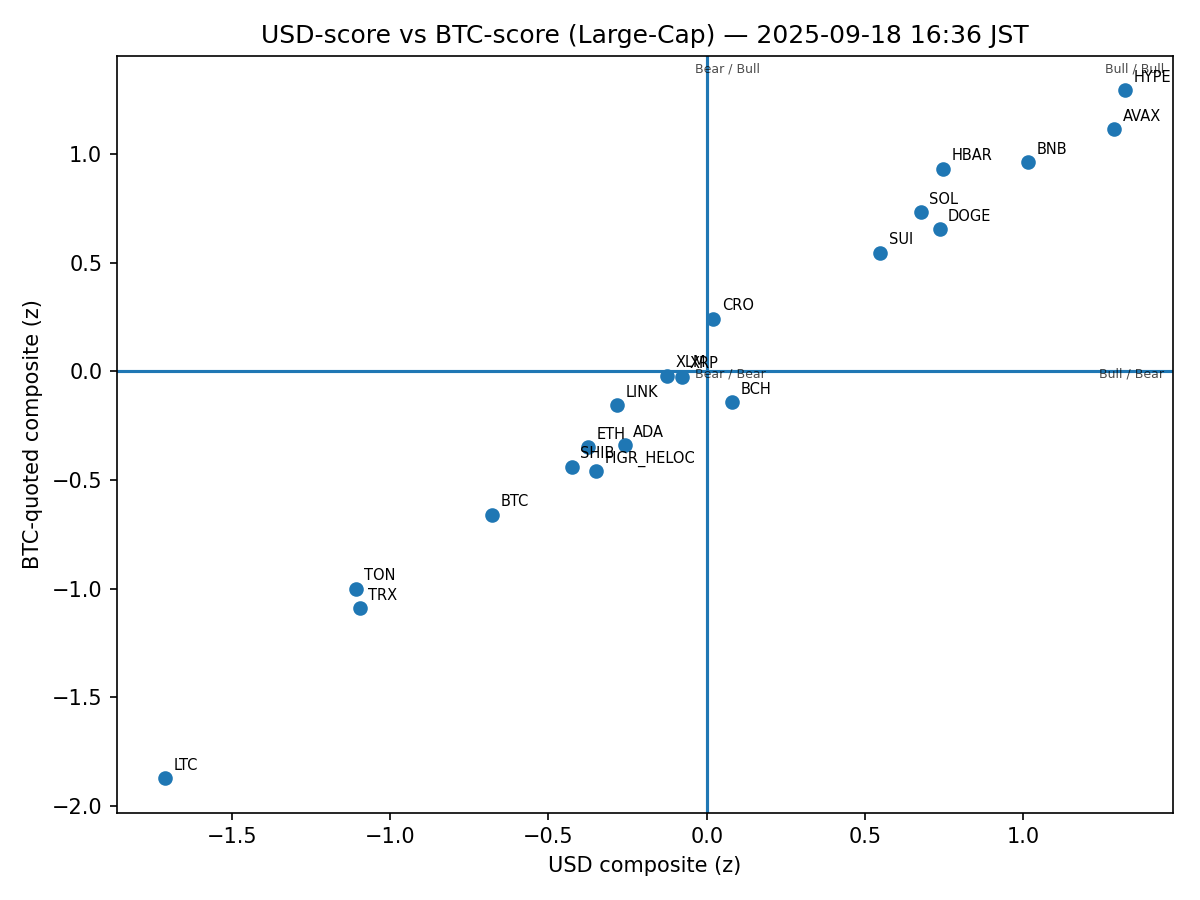 USD-score vs BTC-score (Large-Cap) — 2025-09-18 16:36 JST
Bear / Bull
Bull / Bull
HYPE
AVAX
BNB
HBAR
SOL
DOGE
SUI
CRO
XLM
XRP
Bear / Bear
Bull / Bear
BCH
LINK
ETH
ADA
SHIB
FIGR_HELOC
BTC
TON
TRX
LTC
1.0
0.5
0.0
−0.5
−1.0
−1.5
−2.0
BTC-quoted composite (z)
−1.5
−1.0
−0.5
0.0
0.5
1.0
USD composite (z)